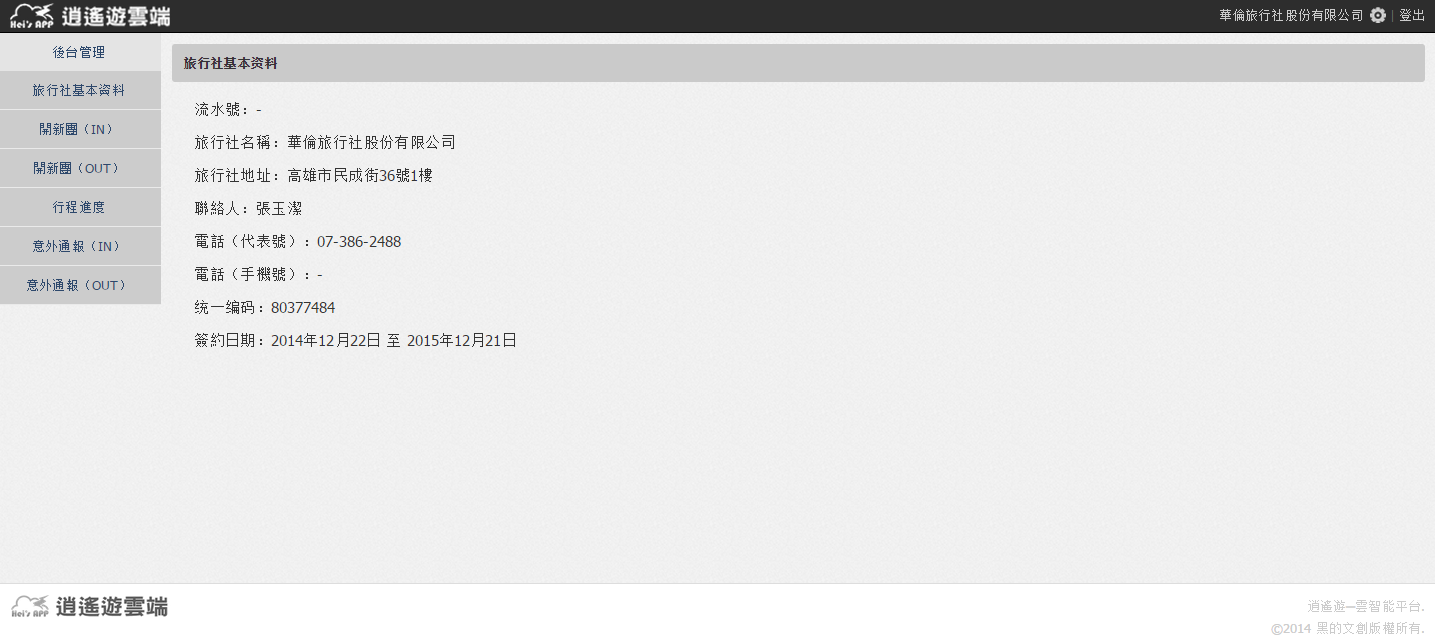 Hei's APP 逍遙遊雲端
華倫旅行社股份有限公司 | 登出
後台管理
旅行社基本資料
開新團（IN）
開新團（OUT）
行程進度
意外通報（IN）
意外通報（OUT）
旅行社基本资料
流水號：-
旅行社名稱：華倫旅行社股份有限公司
旅行社地址：高雄市民成街36號1樓
聯絡人：張玉潔
電話（代表號）：07-386-2488
電話（手機號）：-
统一编码：80377484
簽約日期：2014年12月22日 至 2015年12月21日
Hei's APP 逍遙遊雲端
逍遙遊─雲智能平台.
©2014 黑的文創版權所有.